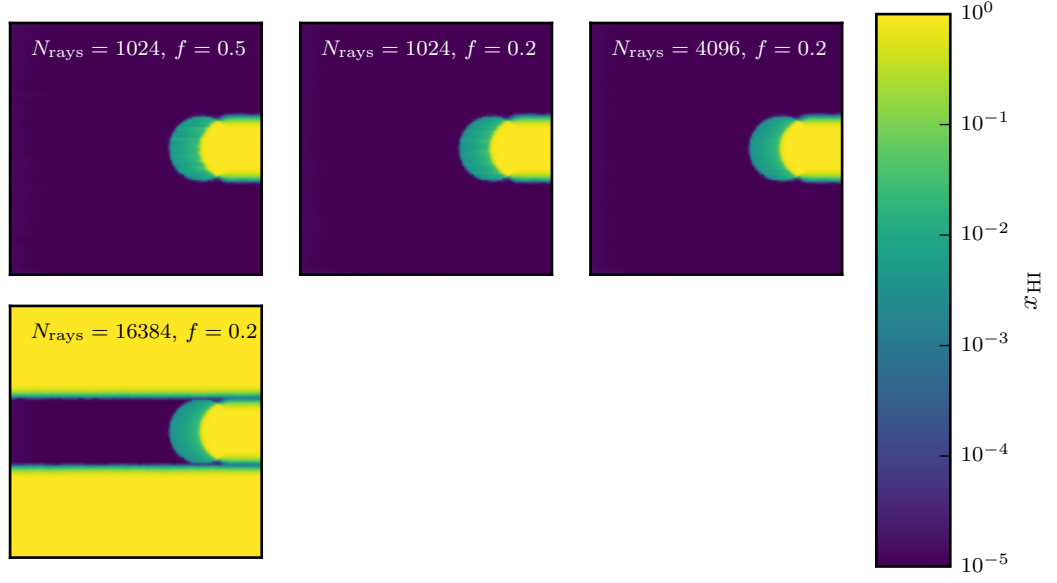 N_rays = 1024, f = 0.5
N_rays = 1024, f = 0.2
N_rays = 4096, f = 0.2
N_rays = 16384, f = 0.2
10^0
10^-1
10^-2
10^-3
10^-4
10^-5
x_HI